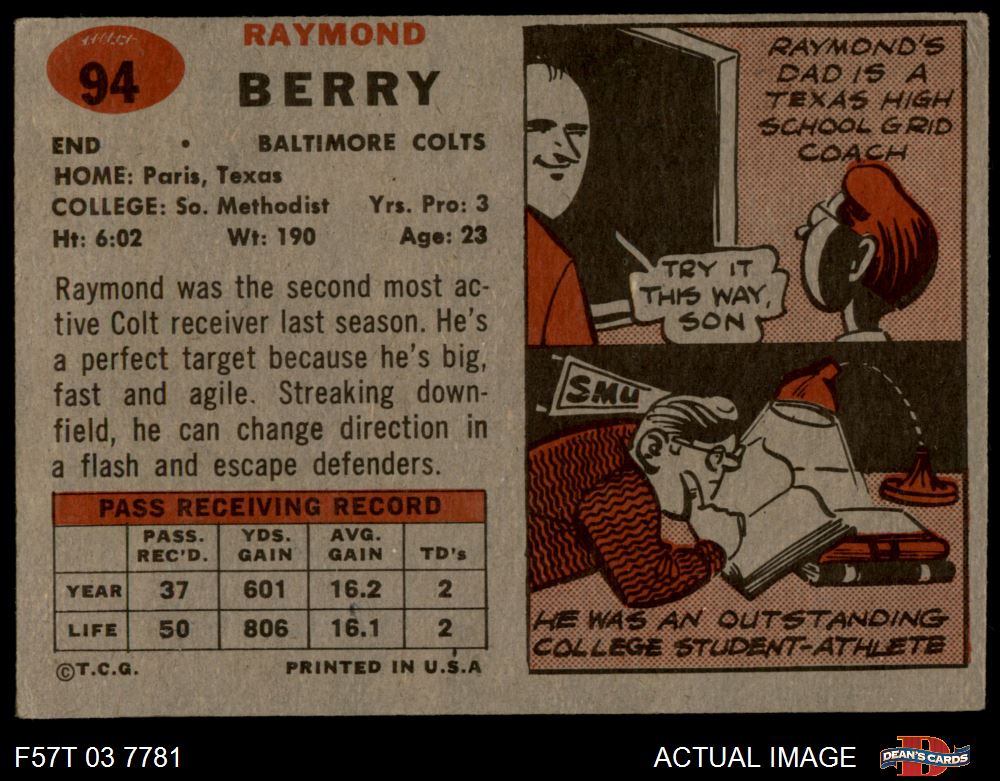 94
RAYMOND
BERRY
END • BALTIMORE COLTS
HOME: Paris, Texas
COLLEGE: So. Methodist Yrs. Pro: 3
Ht: 6:02 Wt: 190 Age: 23
Raymond was the second most ac-
tive Colt receiver last season. He's
a perfect target because he's big,
fast and agile. Streaking down-
field, he can change direction in
a flash and escape defenders.
PASS RECEIVING RECORD
PASS. REC'D. YDS. GAIN AVG. GAIN TD's
YEAR 37 601 16.2 2
LIFE 50 806 16.1 2
©T.C.G. PRINTED IN U.S.A
RAYMOND'S
DAD IS A
TEXAS HIGH
SCHOOL GRID
COACH
TRY IT
THIS WAY,
SON
SMU
HE WAS AN OUTSTANDING
COLLEGE STUDENT-ATHLETE
F57T 03 7781
ACTUAL IMAGE
DEAN'S CARDS